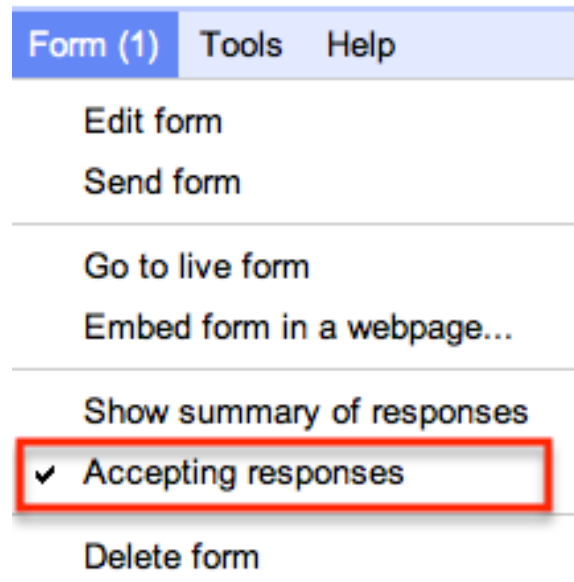 Form (1) Tools Help
Edit form
Send form
Go to live form
Embed form in a webpage...
Show summary of responses
Accepting responses
Delete form